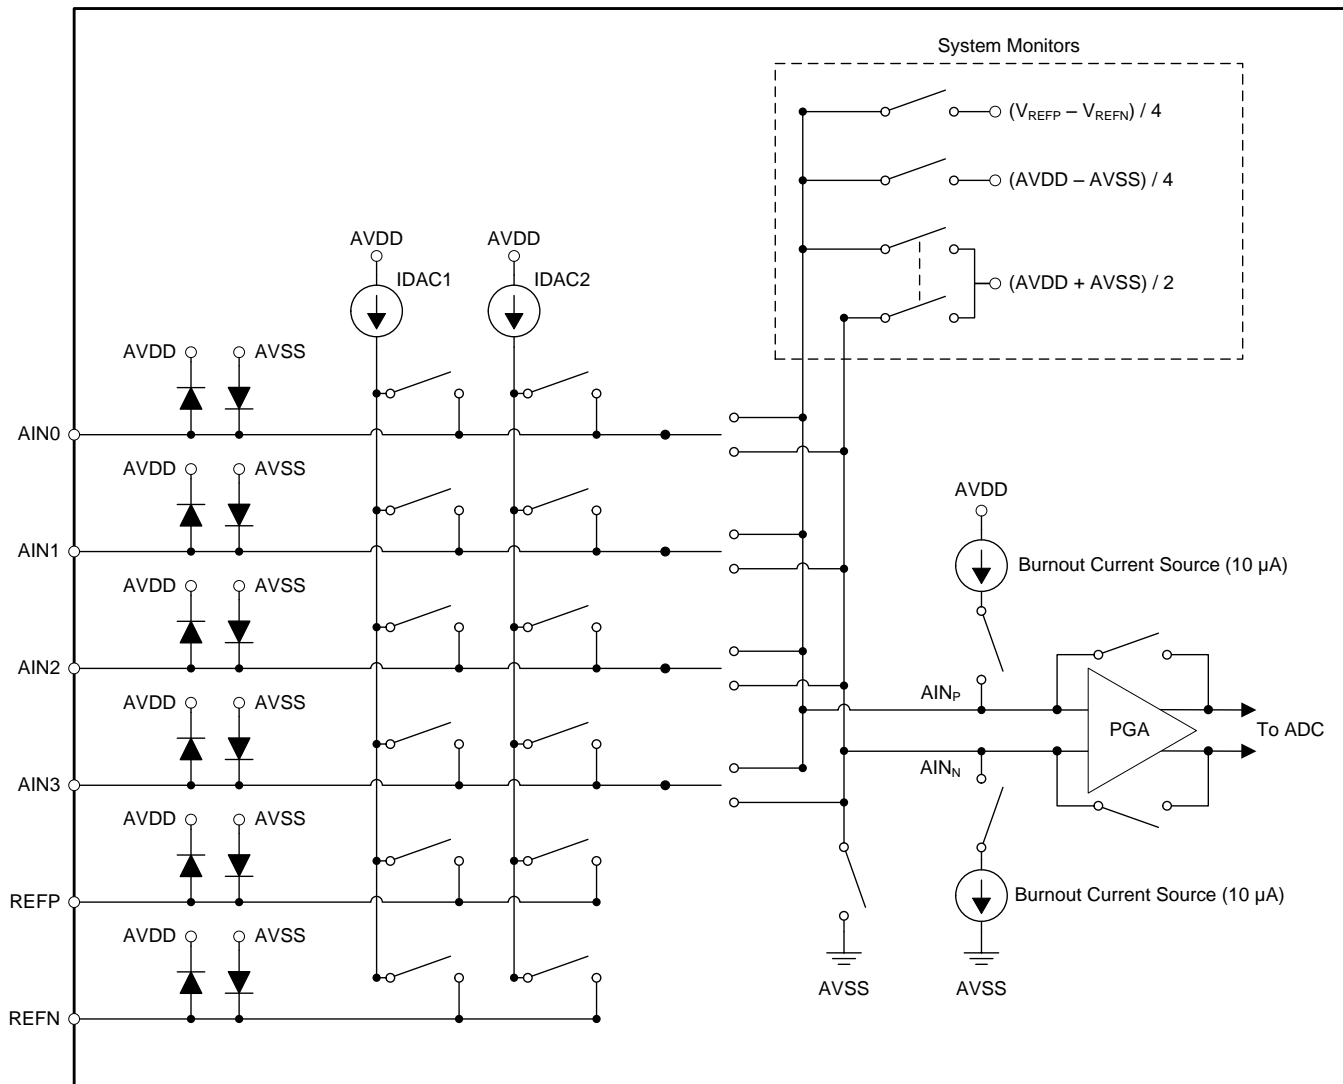 System Monitors
(VREFP – VREFN) / 4
(AVDD – AVSS) / 4
(AVDD + AVSS) / 2
AVDD AVDD
IDAC1 IDAC2
AVDD AVSS
AIN0
AVDD AVSS
AIN1
AVDD
Burnout Current Source (10 µA)
AVDD AVSS
AIN2
AVDD AVSS
AIN3
AINP
AINN
PGA
To ADC
AVDD AVSS
REFP
Burnout Current Source (10 µA)
AVDD AVSS
REFN
AVSS AVSS